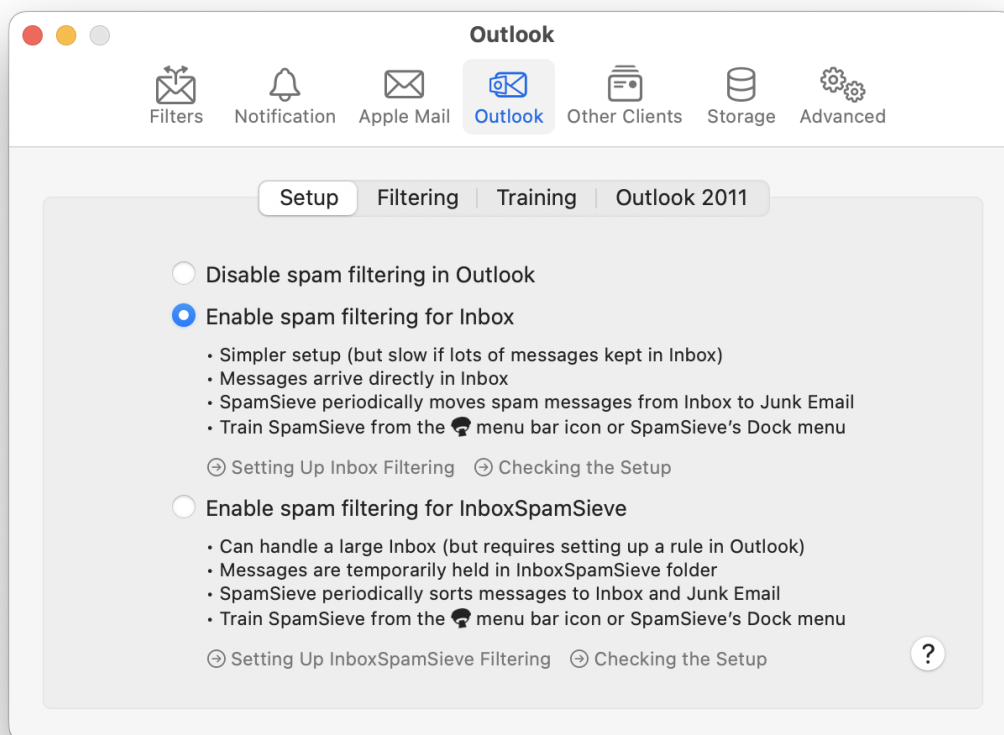 Outlook
Filters Notification Apple Mail Outlook Other Clients Storage Advanced
Setup Filtering Training Outlook 2011
Disable spam filtering in Outlook
Enable spam filtering for Inbox
• Simpler setup (but slow if lots of messages kept in Inbox)
• Messages arrive directly in Inbox
• SpamSieve periodically moves spam messages from Inbox to Junk Email
• Train SpamSieve from the menu bar icon or SpamSieve’s Dock menu
Setting Up Inbox Filtering Checking the Setup
Enable spam filtering for InboxSpamSieve
• Can handle a large Inbox (but requires setting up a rule in Outlook)
• Messages are temporarily held in InboxSpamSieve folder
• SpamSieve periodically sorts messages to Inbox and Junk Email
• Train SpamSieve from the menu bar icon or SpamSieve’s Dock menu
Setting Up InboxSpamSieve Filtering Checking the Setup
?